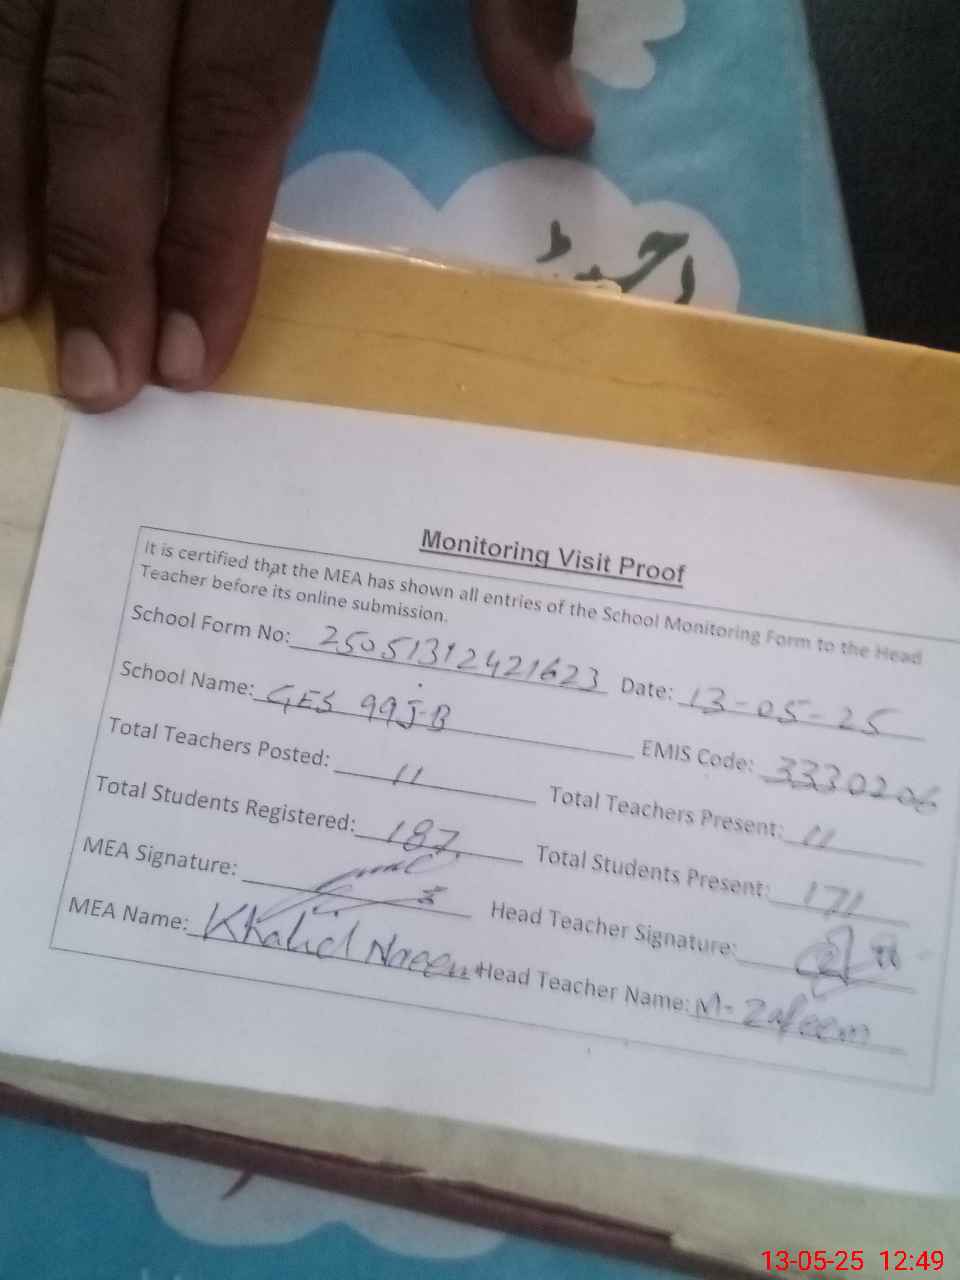 رجسٹر
Monitoring Visit Proof
It is certified that the MEA has shown all entries of the School Monitoring Form to the Head
Teacher before its online submission.
School Form No: 25051312421623 Date: 13-05-25
School Name: GES 99 J-B EMIS Code: 3330206
Total Teachers Posted: 11 Total Teachers Present: 11
Total Students Registered: 187 Total Students Present: 171
MEA Signature: Head Teacher Signature:
MEA Name: Khalid Naeem Head Teacher Name: M-
13-05-25 12:49